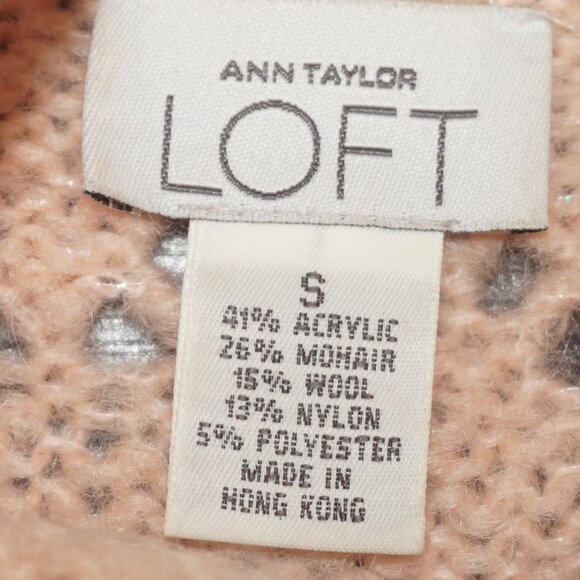 ANN TAYLOR
LOFT
S
41% ACRYLIC
26% MOHAIR
15% WOOL
13% NYLON
5% POLYESTER
MADE IN
HONG KONG